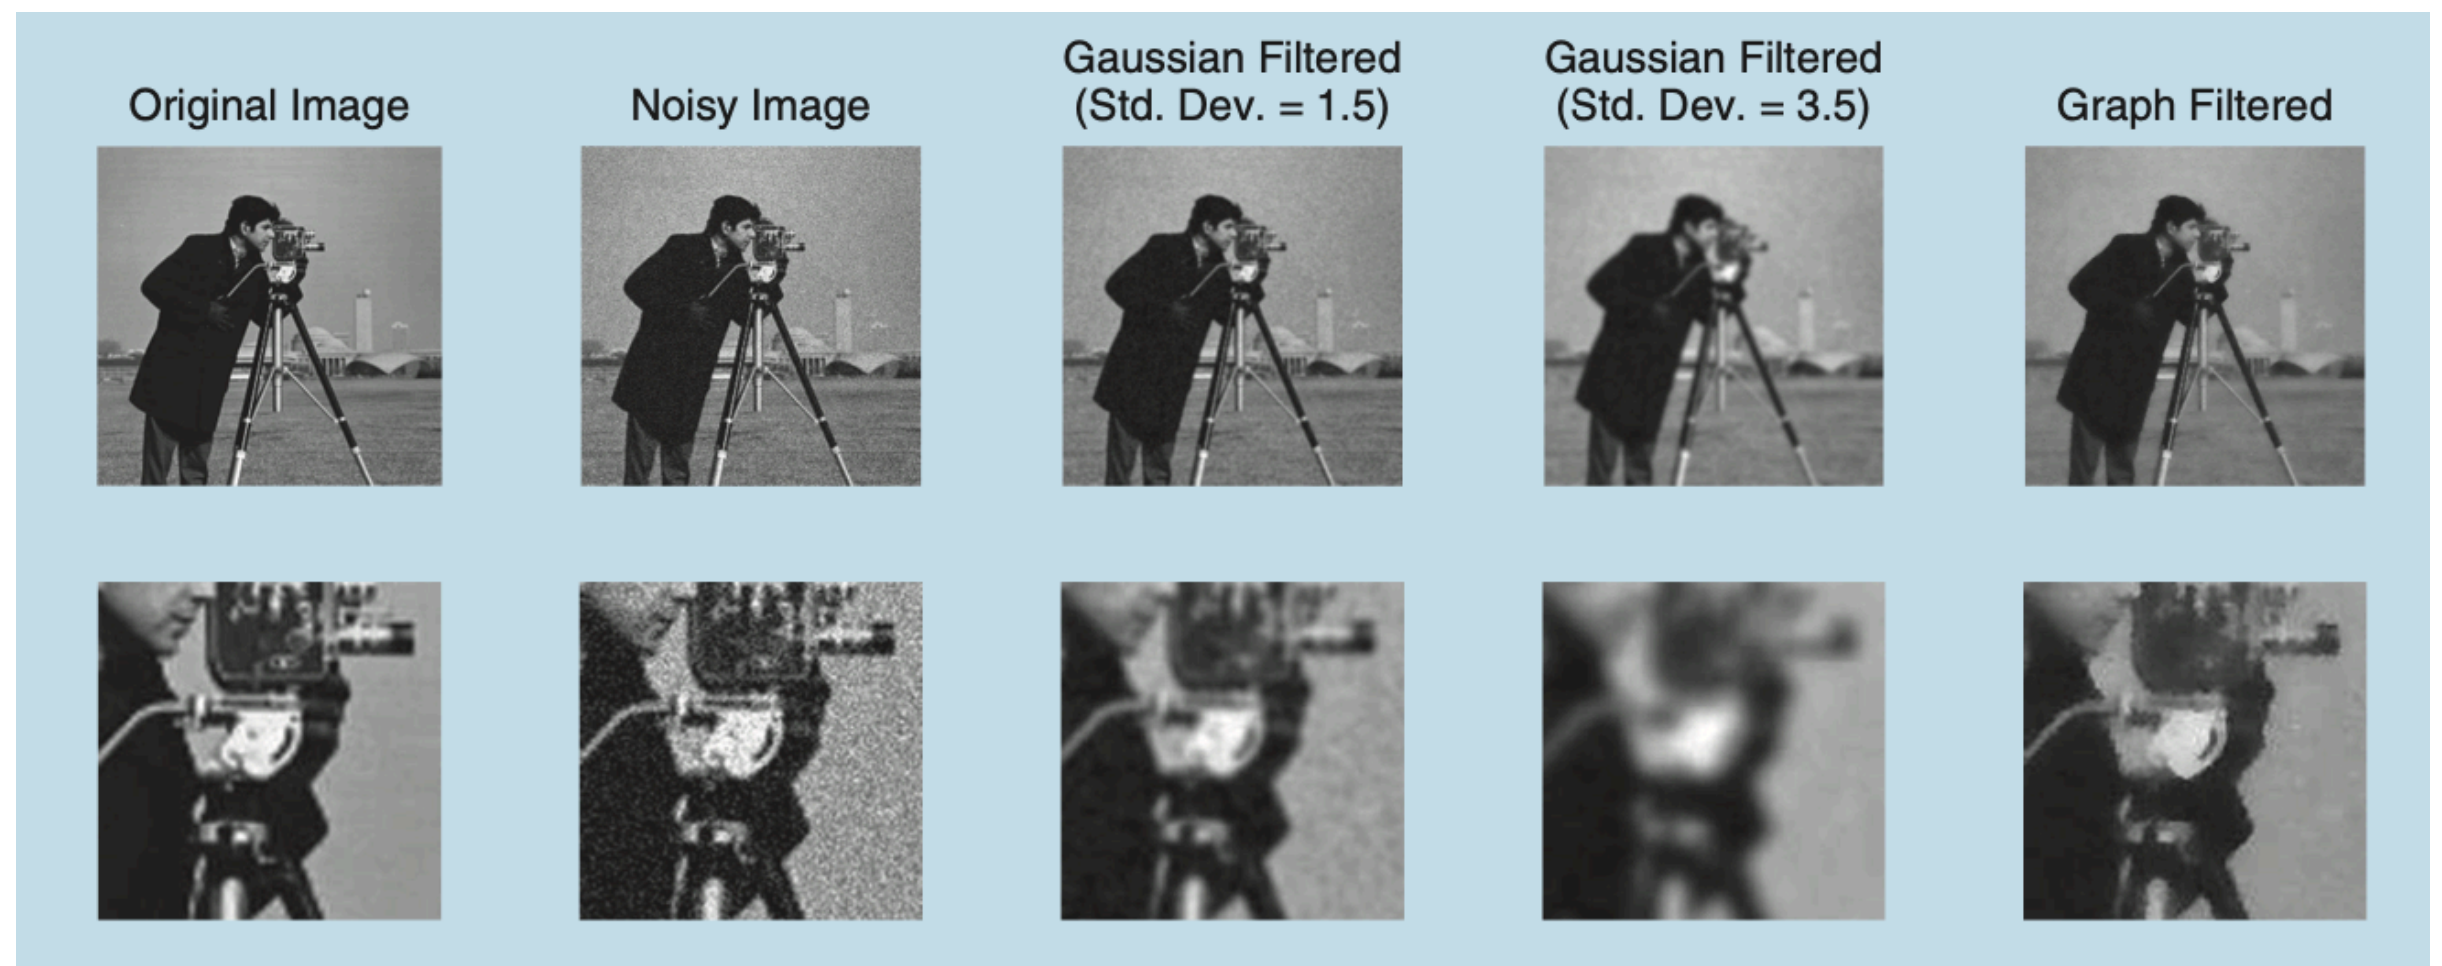 Original Image
Noisy Image
Gaussian Filtered
(Std. Dev. = 1.5)
Gaussian Filtered
(Std. Dev. = 3.5)
Graph Filtered